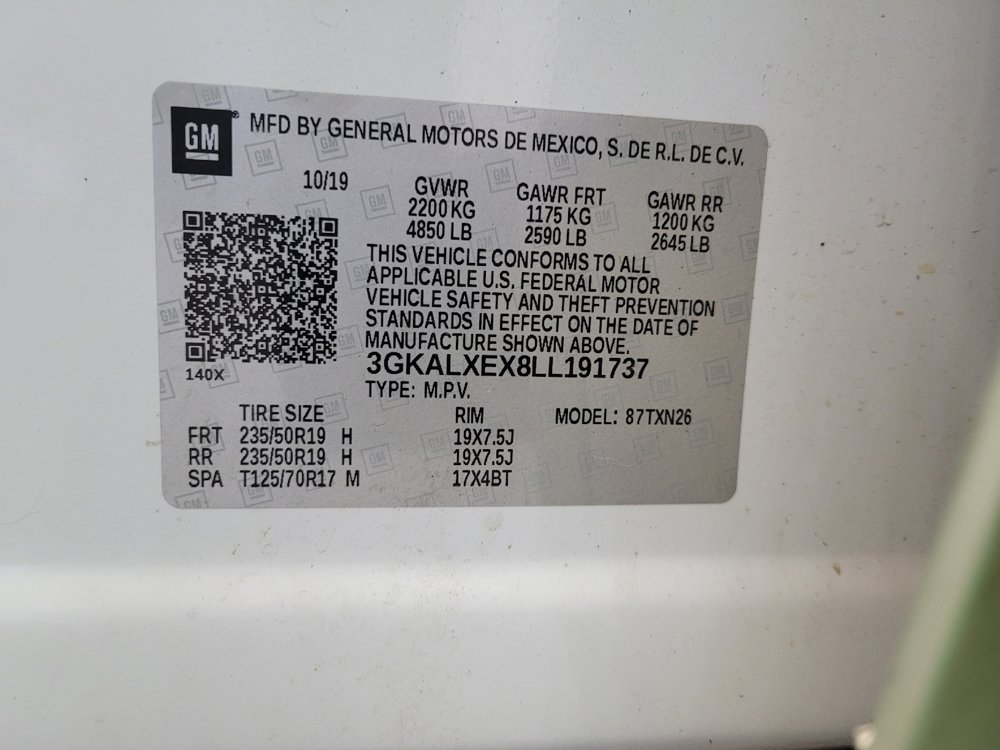 GM® MFD BY GENERAL MOTORS DE MEXICO, S. DE R.L. DE C.V.
10/19 GVWR GAWR FRT GAWR RR
2200 KG 1175 KG 1200 KG
4850 LB 2590 LB 2645 LB
THIS VEHICLE CONFORMS TO ALL
APPLICABLE U.S. FEDERAL MOTOR
VEHICLE SAFETY AND THEFT PREVENTION
STANDARDS IN EFFECT ON THE DATE OF
MANUFACTURE SHOWN ABOVE.
3GKALXEX8LL191737
140X
TYPE: M.P.V.
TIRE SIZE RIM MODEL: 87TXN26
FRT 235/50R19 H 19X7.5J
RR 235/50R19 H 19X7.5J
SPA T125/70R17 M 17X4BT